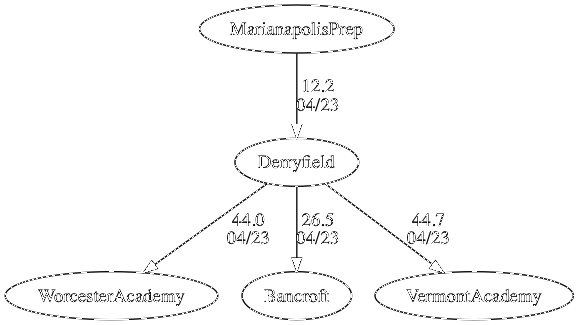 MarianapolisPrep
12.2
04/23
Derryfield
44.0
04/23
26.5
04/23
44.7
04/23
WorcesterAcademy
Bancroft
VermontAcademy